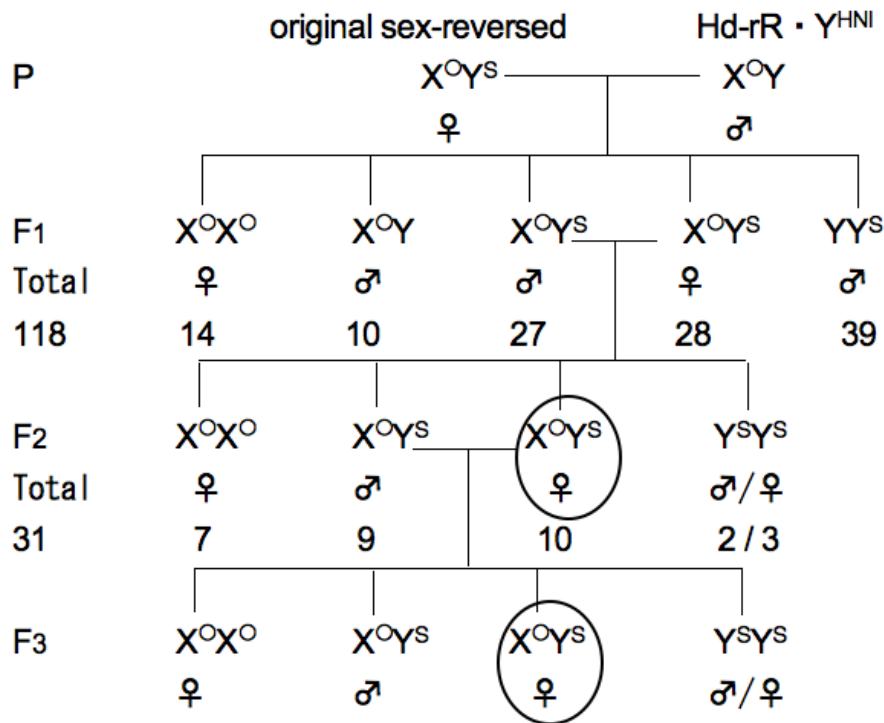 original sex-reversed Hd-rR・Y^HNI
P X^OY^S X^OY
♀ ♂
F1 X^OX^O X^OY X^OY^S X^OY^S YY^S
Total ♀ ♂ ♂ ♀ ♂
118 14 10 27 28 39
F2 X^OX^O X^OY^S X^OY^S Y^SY^S
Total ♀ ♂ ♀ ♂/♀
31 7 9 10 2 / 3
F3 X^OX^O X^OY^S X^OY^S Y^SY^S
♀ ♂ ♀ ♂/♀